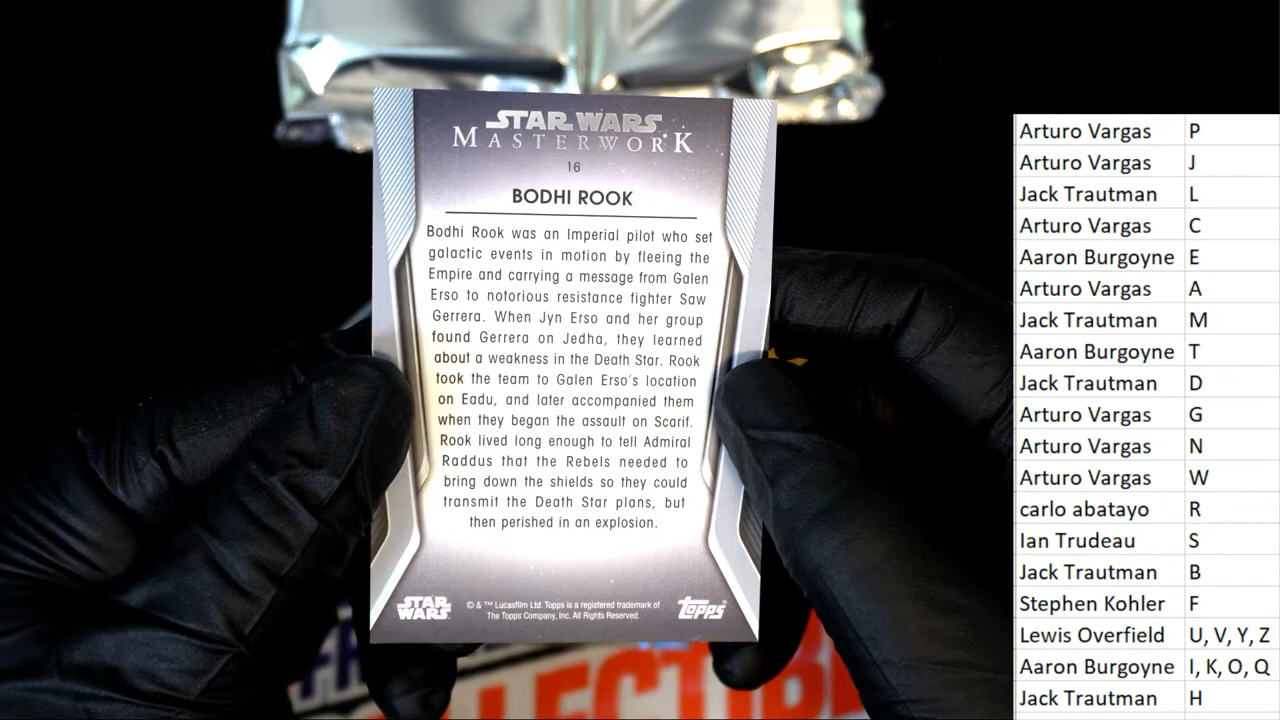 STAR WARS
MASTERWORK
16
BODHI ROOK
Bodhi Rook was an Imperial pilot who set
galactic events in motion by fleeing the
Empire and carrying a message from Galen
Erso to notorious resistance fighter Saw
Gerrera. When Jyn Erso and her group
found Gerrera on Jedha, they learned
about a weakness in the Death Star. Rook
took the team to Galen Erso's location
on Eadu, and later accompanied them
when they began the assault on Scarif.
Rook lived long enough to tell Admiral
Raddus that the Rebels needed to
bring down the shields so they could
transmit the Death Star plans, but
then perished in an explosion.
STAR WARS
© & ™ Lucasfilm Ltd. Topps is a registered trademark of
The Topps Company, Inc. All Rights Reserved.
Topps
Arturo Vargas P
Arturo Vargas J
Jack Trautman L
Arturo Vargas C
Aaron Burgoyne E
Arturo Vargas A
Jack Trautman M
Aaron Burgoyne T
Jack Trautman D
Arturo Vargas G
Arturo Vargas N
Arturo Vargas W
carlo abatayo R
Ian Trudeau S
Jack Trautman B
Stephen Kohler F
Lewis Overfield U, V, Y, Z
Aaron Burgoyne I, K, O, Q
Jack Trautman H